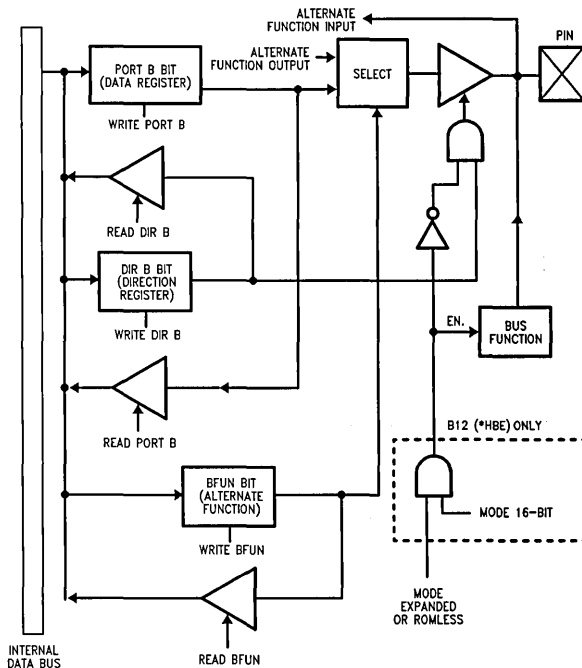 ALTERNATE
FUNCTION INPUT
PIN
ALTERNATE
FUNCTION OUTPUT
PORT B BIT
(DATA REGISTER)
SELECT
WRITE PORT B
READ DIR B
DIR B BIT
(DIRECTION
REGISTER)
WRITE DIR B
EN.
BUS
FUNCTION
READ PORT B
B12 (*HBE) ONLY
BFUN BIT
(ALTERNATE
FUNCTION)
MODE 16-BIT
WRITE BFUN
MODE
EXPANDED
OR ROMLESS
INTERNAL
DATA BUS
READ BFUN